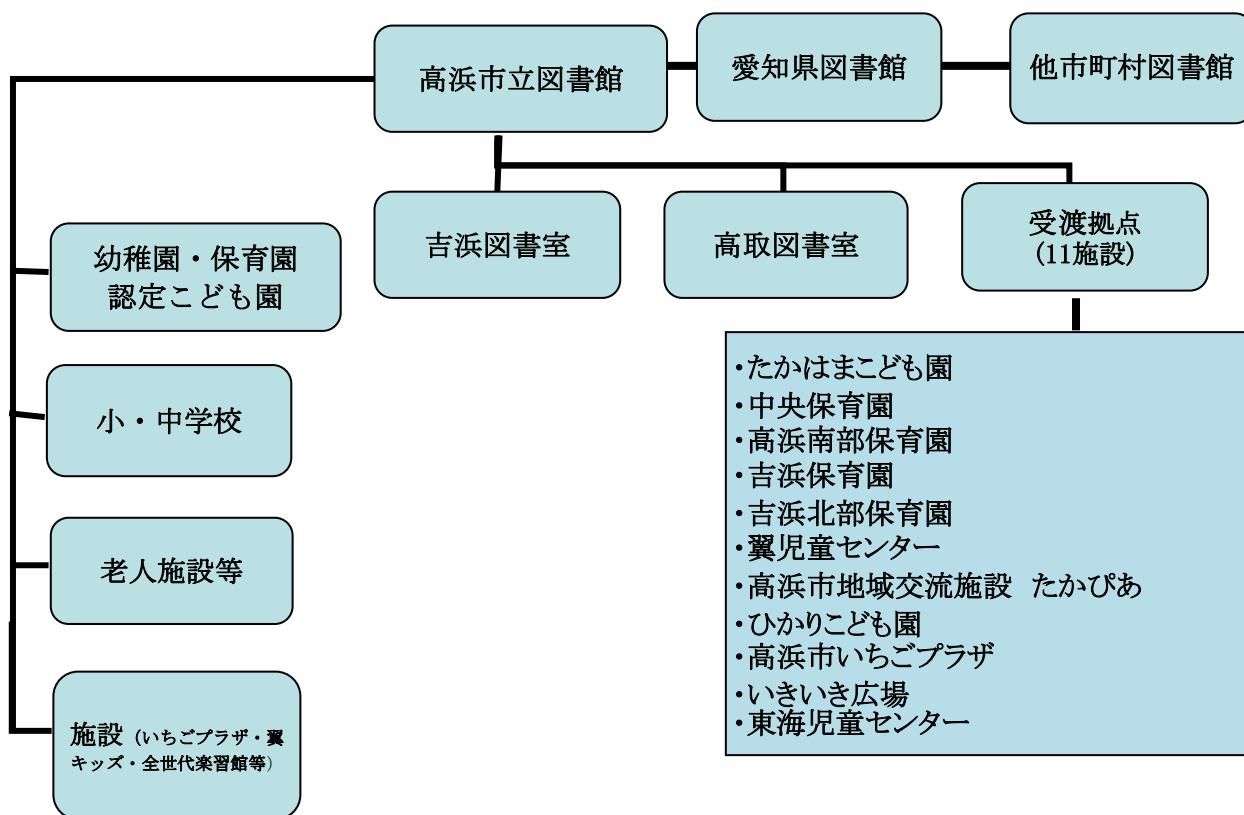 高浜市立図書館
愛知県図書館
他市町村図書館
吉浜図書室
高取図書室
受渡拠点
(11施設)
幼稚園・保育園
認定こども園
小・中学校
老人施設等
施設（いちごプラザ・翼
キッズ・全世代楽習館等）
・たかはまこども園
・中央保育園
・高浜南部保育園
・吉浜保育園
・吉浜北部保育園
・翼児童センター
・高浜市地域交流施設　たかぴあ
・ひかりこども園
・高浜市いちごプラザ
・いきいき広場
・東海児童センター